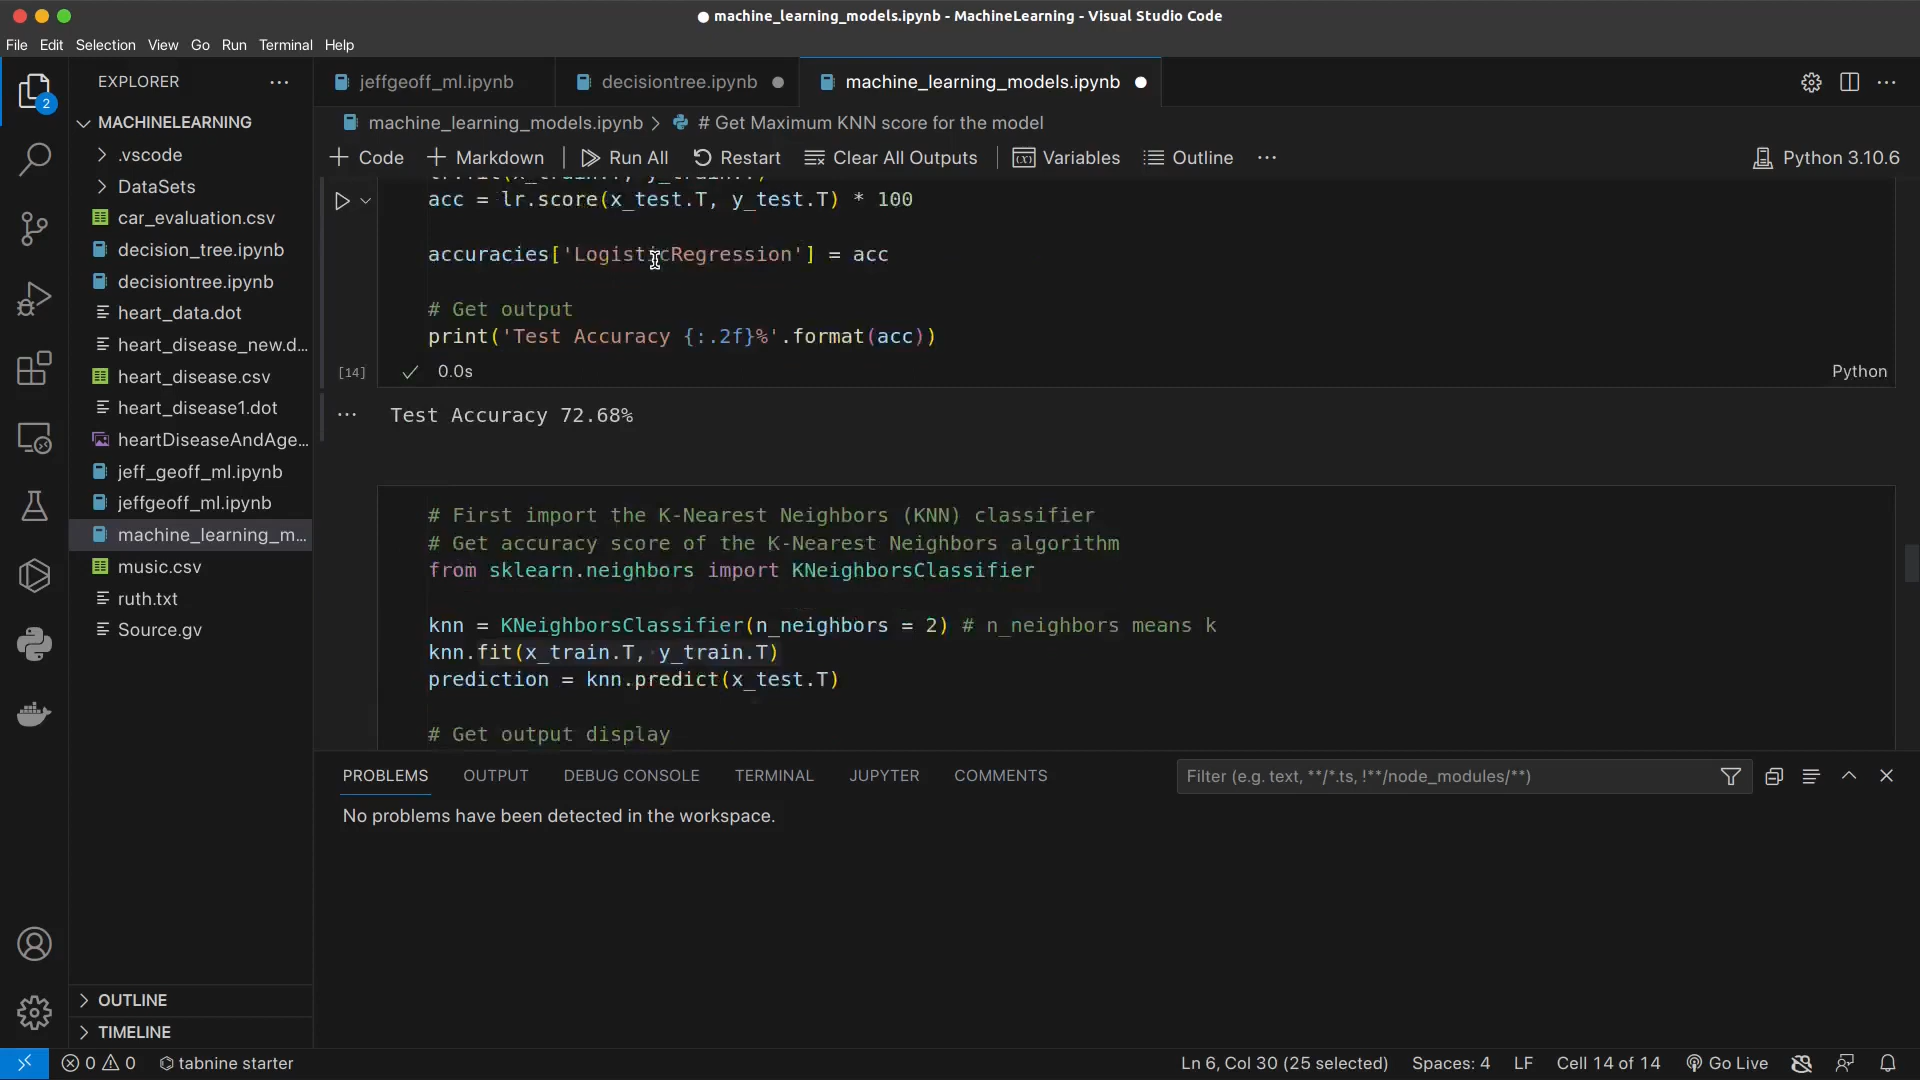 ● machine_learning_models.ipynb - MachineLearning - Visual Studio Code
File Edit Selection View Go Run Terminal Help
EXPLORER
jeffgeoff_ml.ipynb
decisiontree.ipynb
machine_learning_models.ipynb
2
MACHINELEARNING
.vscode
DataSets
car_evaluation.csv
decision_tree.ipynb
decisiontree.ipynb
heart_data.dot
heart_disease_new.d...
heart_disease.csv
heart_disease1.dot
heartDiseaseAndAge...
jeff_geoff_ml.ipynb
jeffgeoff_ml.ipynb
machine_learning_m...
music.csv
ruth.txt
Source.gv
OUTLINE
TIMELINE
machine_learning_models.ipynb > # Get Maximum KNN score for the model
Code Markdown Run All Restart Clear All Outputs Variables Outline ... Python 3.10.6
lr.fit(x_train.T, y_train.T)
acc = lr.score(x_test.T, y_test.T) * 100
accuracies['LogisticRegression'] = acc
# Get output
print('Test Accuracy {:.2f}%'.format(acc))
[14] 0.0s Python
Test Accuracy 72.68%
# First import the K-Nearest Neighbors (KNN) classifier
# Get accuracy score of the K-Nearest Neighbors algorithm
from sklearn.neighbors import KNeighborsClassifier
knn = KNeighborsClassifier(n_neighbors = 2) # n_neighbors means k
knn.fit(x_train.T, y_train.T)
prediction = knn.predict(x_test.T)
# Get output display
PROBLEMS OUTPUT DEBUG CONSOLE TERMINAL JUPYTER COMMENTS
Filter (e.g. text, **/*.ts, !**/node_modules/**)
No problems have been detected in the workspace.
0 0 tabnine starter Ln 6, Col 30 (25 selected) Spaces: 4 LF Cell 14 of 14 Go Live